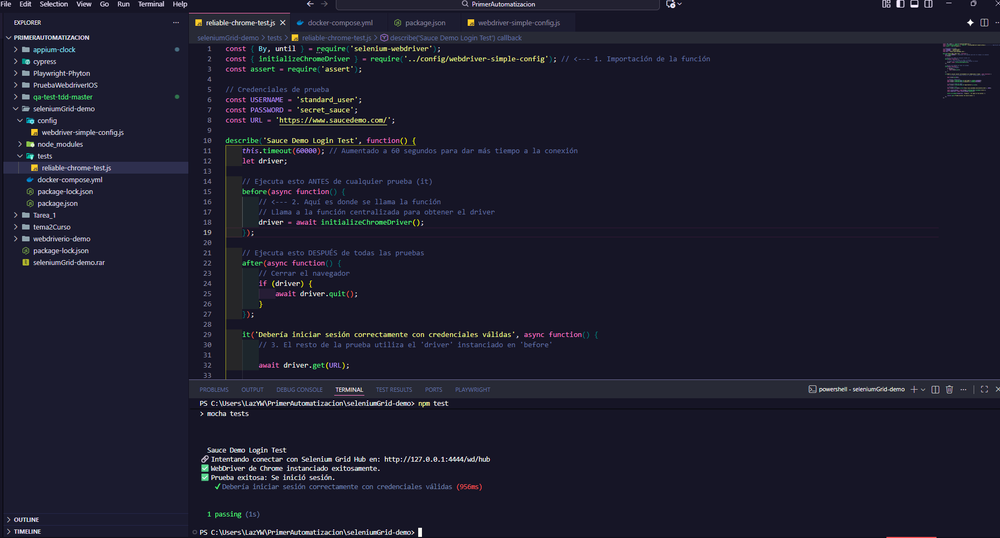 File Edit Selection View Go Run Terminal Help
PrimerAutomatizacion
EXPLORER
PRIMERAUTOMATIZACION
appium-clock
cypress
Playwright-Phyton
PruebaWebdriverIOS
qa-test-tdd-master
seleniumGrid-demo
config
webdriver-simple-config.js
node_modules
tests
reliable-chrome-test.js
docker-compose.yml
package-lock.json
package.json
Tarea_1
tema2Curso
webdriverio-demo
package-lock.json
seleniumGrid-demo.rar
OUTLINE
TIMELINE
reliable-chrome-test.js docker-compose.yml package.json webdriver-simple-config.js
seleniumGrid-demo > tests > reliable-chrome-test.js > describe('Sauce Demo Login Test') callback
1 const { By, until } = require('selenium-webdriver');
2 const { initializeChromeDriver } = require('../config/webdriver-simple-config'); // <--- 1. Importación de la función
3 const assert = require('assert');
4
5 // Credenciales de prueba
6 const USERNAME = 'standard_user';
7 const PASSWORD = 'secret_sauce';
8 const URL = 'https://www.saucedemo.com/';
9
10 describe('Sauce Demo Login Test', function() {
11 this.timeout(60000); // Aumentado a 60 segundos para dar más tiempo a la conexión
12 let driver;
13
14 // Ejecuta esto ANTES de cualquier prueba (it)
15 before(async function() {
16 // <--- 2. Aquí es donde se llama la función
17 // Llama a la función centralizada para obtener el driver
18 driver = await initializeChromeDriver();
19 });
20
21 // Ejecuta esto DESPUÉS de todas las pruebas
22 after(async function() {
23 // Cerrar el navegador
24 if (driver) {
25 await driver.quit();
26 }
27 });
28
29 it('Debería iniciar sesión correctamente con credenciales válidas', async function() {
30 // 3. El resto de la prueba utiliza el 'driver' instanciado en 'before'
31
32 await driver.get(URL);
33
PROBLEMS OUTPUT DEBUG CONSOLE TERMINAL TEST RESULTS PORTS PLAYWRIGHT
powershell - seleniumGrid-demo
PS C:\Users\LazYW\PrimerAutomatizacion\seleniumGrid-demo> npm test
> mocha tests
Sauce Demo Login Test
🔗 Intentando conectar con Selenium Grid Hub en: http://127.0.0.1:4444/wd/hub
✅ WebDriver de Chrome instanciado exitosamente.
✅ Prueba exitosa: Se inició sesión.
✓ Debería iniciar sesión correctamente con credenciales válidas (956ms)
1 passing (1s)
PS C:\Users\LazYW\PrimerAutomatizacion\seleniumGrid-demo>